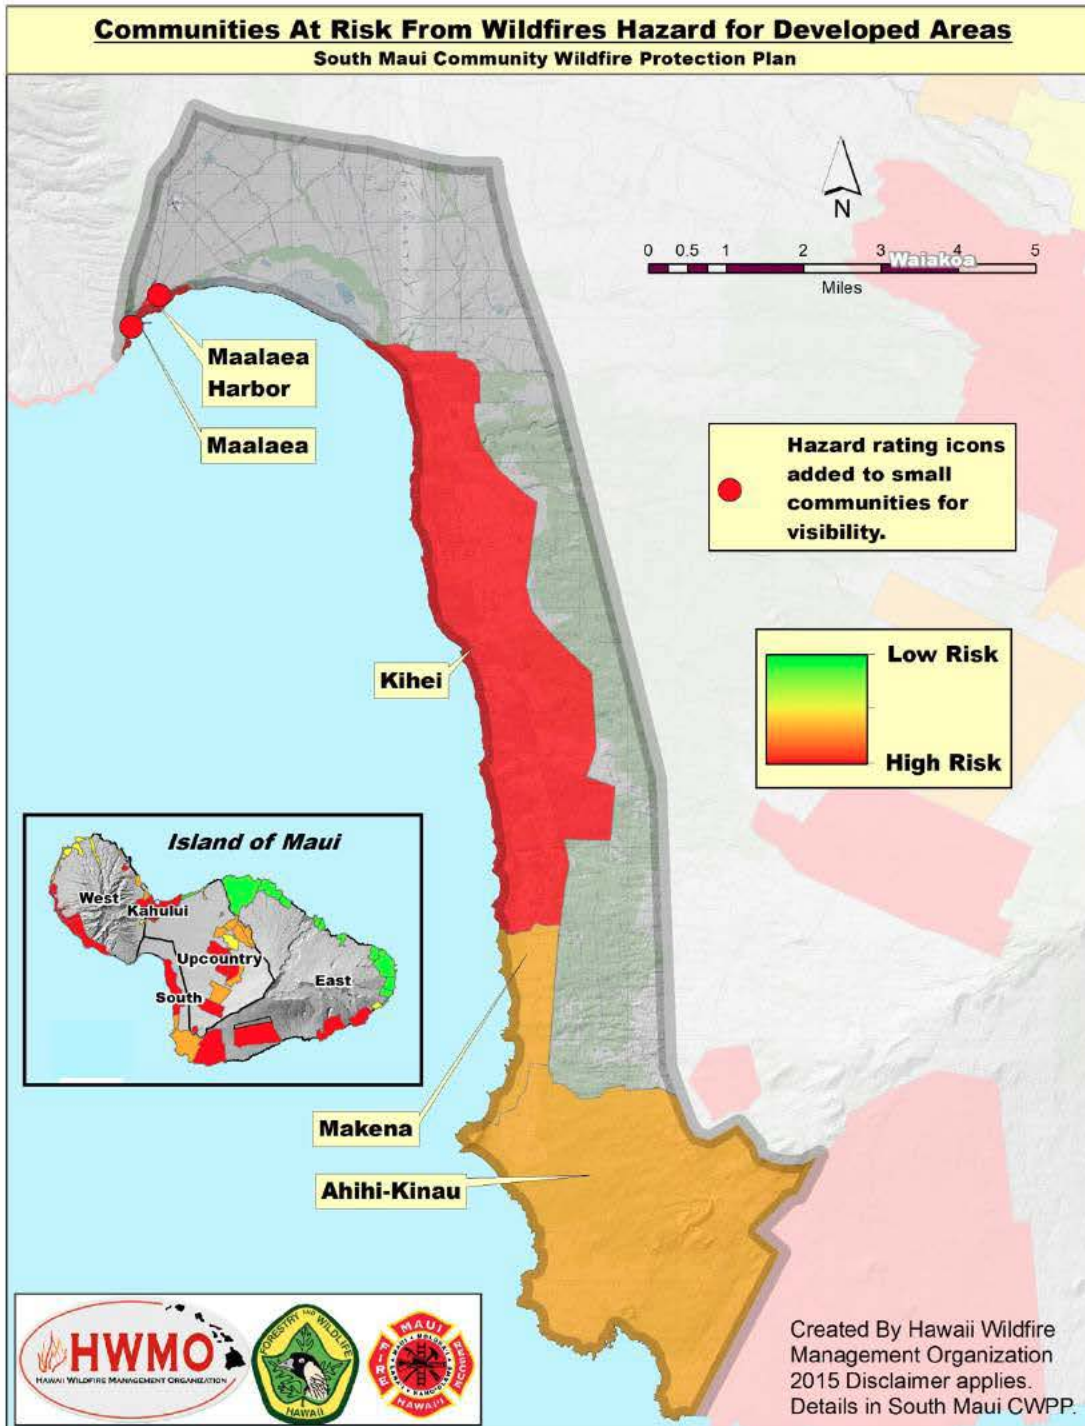 Communities At Risk From Wildfires Hazard for Developed Areas
South Maui Community Wildfire Protection Plan
N
0 0.5 1 2 3 4 5
Waiakoa
Miles
Maalaea
Harbor
Maalaea
Hazard rating icons
added to small
communities for
visibility.
Kihei
Low Risk
High Risk
Island of Maui
West
Kahului
Upcountry
East
South
Makena
Ahihi-Kinau
HWMO
HAWAII WILDFIRE MANAGEMENT ORGANIZATION
FORESTRY AND WILDLIFE
HAWAII
MAUI
FIRE
RESCUE
HAWAI'I
Created By Hawaii Wildfire
Management Organization
2015 Disclaimer applies.
Details in South Maui CWPP.